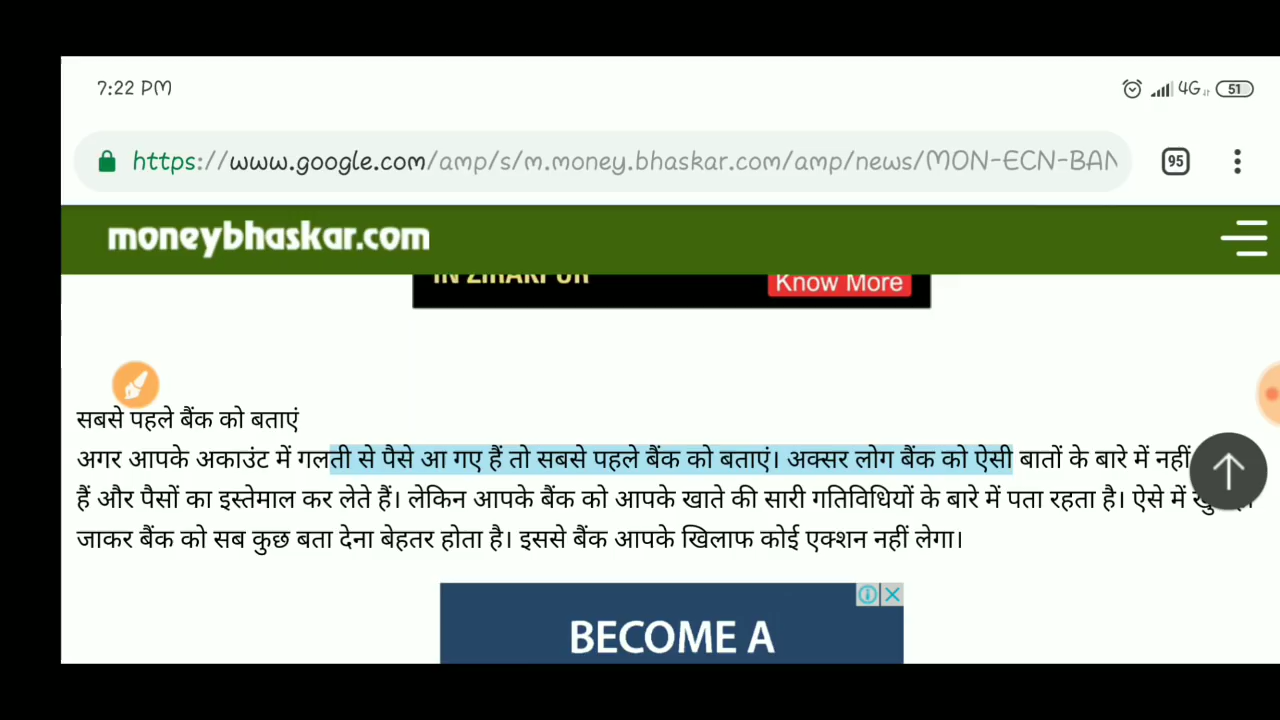 7:22 PM 4G 51
https://www.google.com/amp/s/m.money.bhaskar.com/amp/news/MON-ECN-BAN 95
moneybhaskar.com
IN ZIRAKPUR Know More
सबसे पहले बैंक को बताएं
अगर आपके अकाउंट में गलती से पैसे आ गए हैं तो सबसे पहले बैंक को बताएं। अक्सर लोग बैंक को ऐसी बातों के बारे में नहीं
हैं और पैसों का इस्तेमाल कर लेते हैं। लेकिन आपके बैंक को आपके खाते की सारी गतिविधियों के बारे में पता रहता है। ऐसे में
जाकर बैंक को सब कुछ बता देना बेहतर होता है। इससे बैंक आपके खिलाफ कोई एक्शन नहीं लेगा।
BECOME A